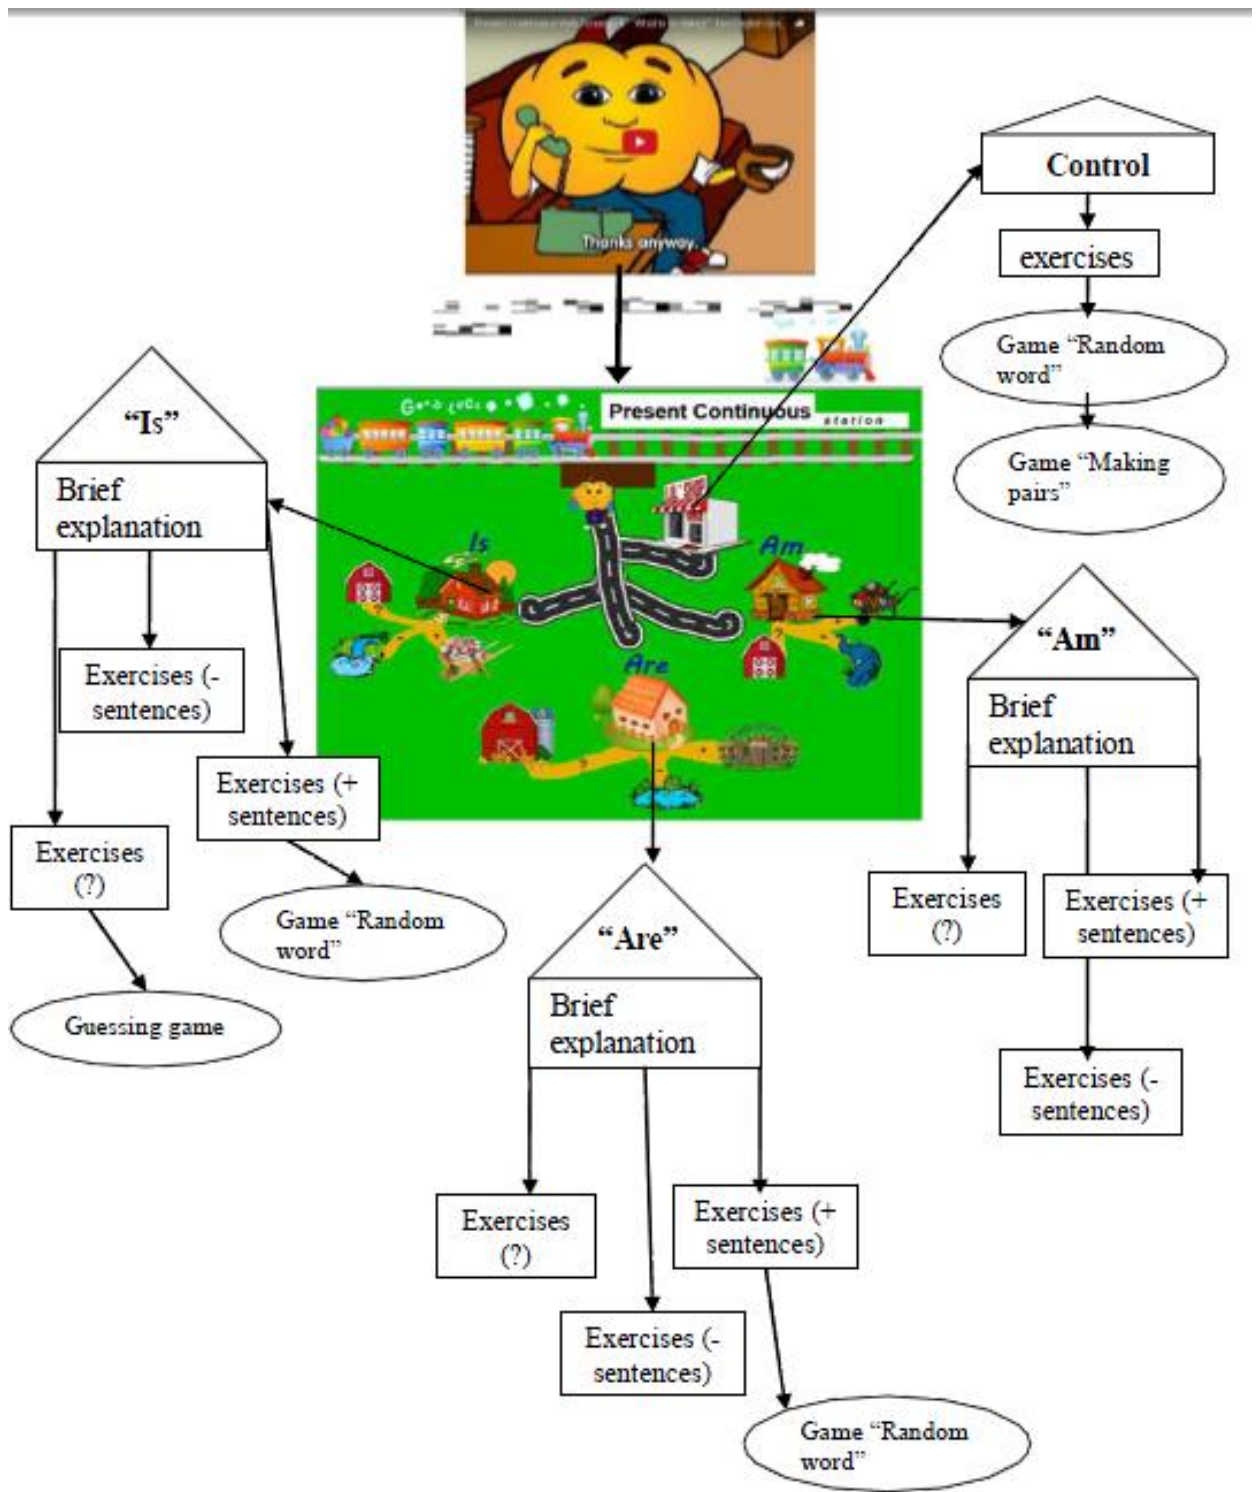 Thanks anyway.
Control
exercises
Game “Random
word”
Game “Making
pairs”
“Is”
Brief
explanation
Exercises (-
sentences)
Exercises (+
sentences)
Exercises
(?)
Game “Random
word”
Guessing game
Present Continuous
station
Is
Am
Are
“Am”
Brief
explanation
Exercises
(?)
Exercises (+
sentences)
Exercises (-
sentences)
“Are”
Brief
explanation
Exercises
(?)
Exercises (+
sentences)
Exercises (-
sentences)
Game “Random
word”